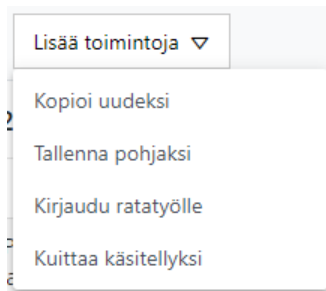 Lisää toimintoja
Kopioi uudeksi
Tallenna pohjaksi
Kirjaudu ratatyölle
Kuittaa käsitellyksi